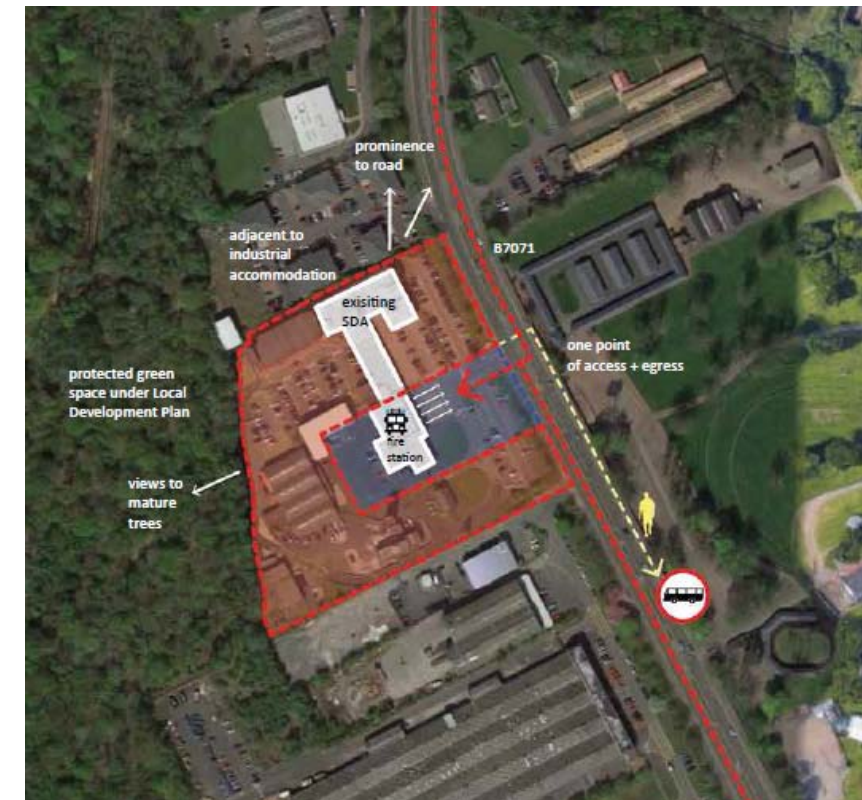 prominence
to road
adjacent to
industrial
accommodation
B7071
exisiting
SDA
one point
of access + egress
protected green
space under Local
Development Plan
fire
station
views to
mature
trees